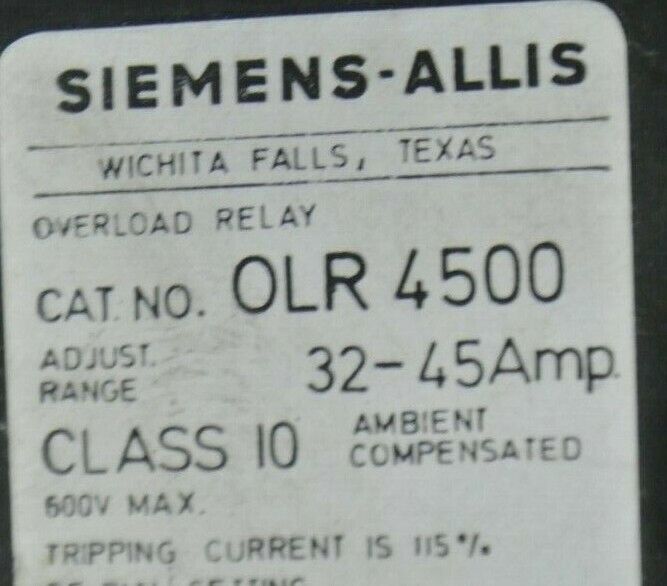 SIEMENS-ALLIS
WICHITA FALLS, TEXAS
OVERLOAD RELAY
CAT. NO. OLR 4500
ADJUST. RANGE 32-45Amp.
CLASS 10 AMBIENT COMPENSATED
600V MAX.
TRIPPING CURRENT IS 115%
SETTING